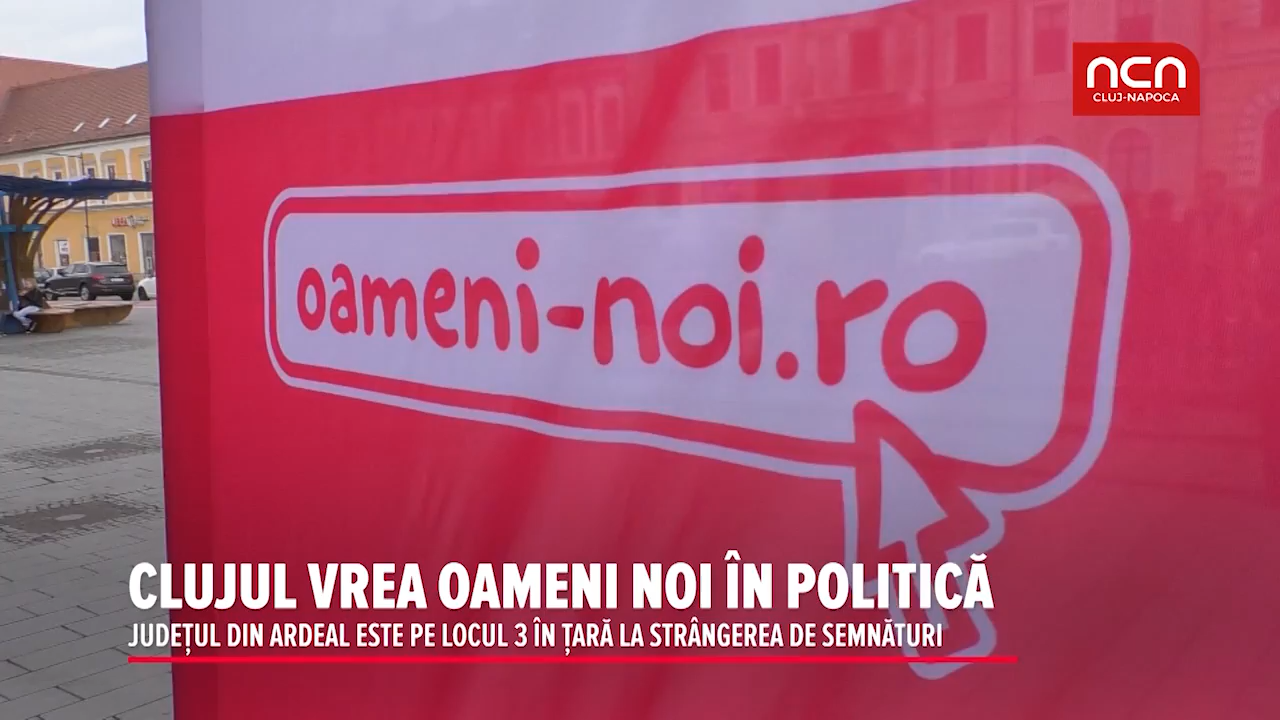 ncn
CLUJ-NAPOCA
oameni-noi.ro
CLUJUL VREA OAMENI NOI ÎN POLITICĂ
JUDEȚUL DIN ARDEAL ESTE PE LOCUL 3 ÎN ȚARĂ LA STRÂNGEREA DE SEMNĂTURI